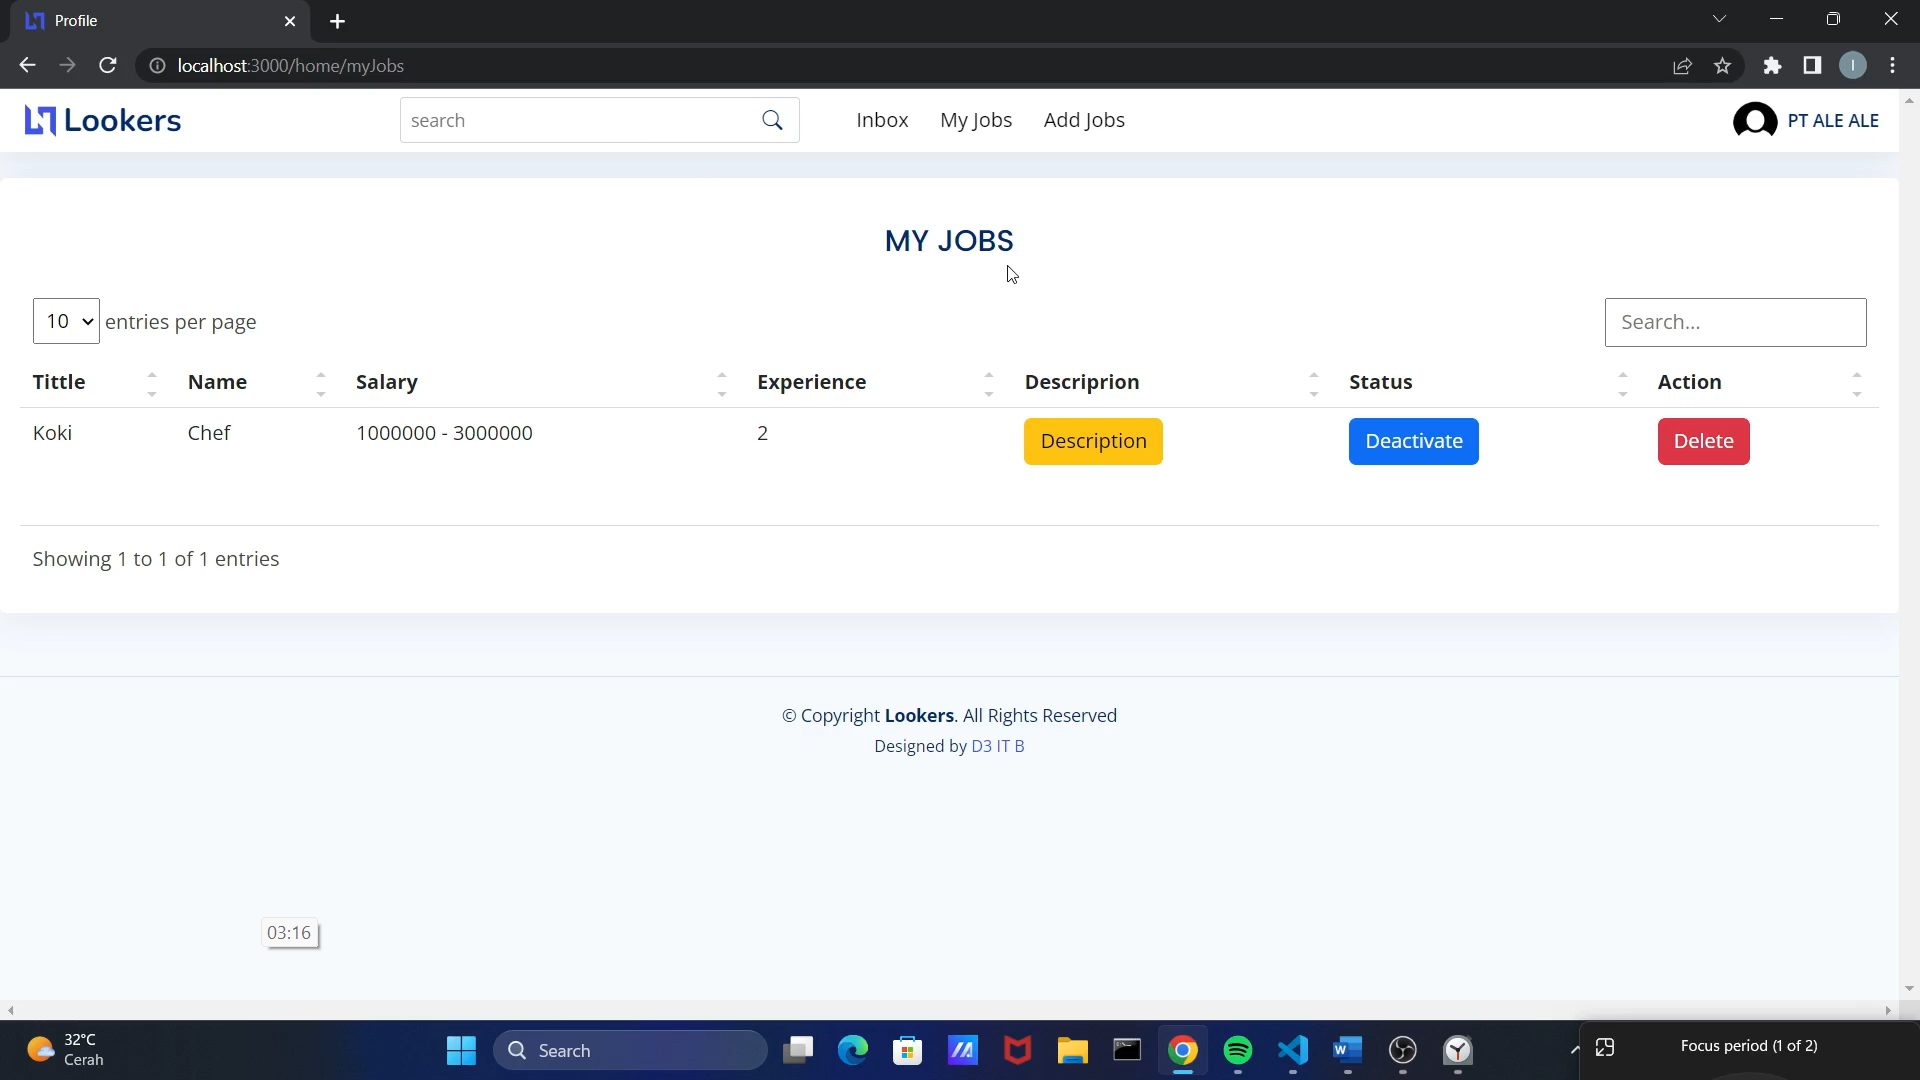 Profile
localhost:3000/home/myJobs
I
Lookers
search
Inbox
My Jobs
Add Jobs
PT ALE ALE
MY JOBS
10 entries per page
Search...
Tittle Name Salary Experience Descriprion Status Action
Koki Chef 1000000 - 3000000 2 Description Deactivate Delete
Showing 1 to 1 of 1 entries
© Copyright Lookers. All Rights Reserved
Designed by D3 IT B
03:16
32°C
Cerah
Search
Focus period (1 of 2)